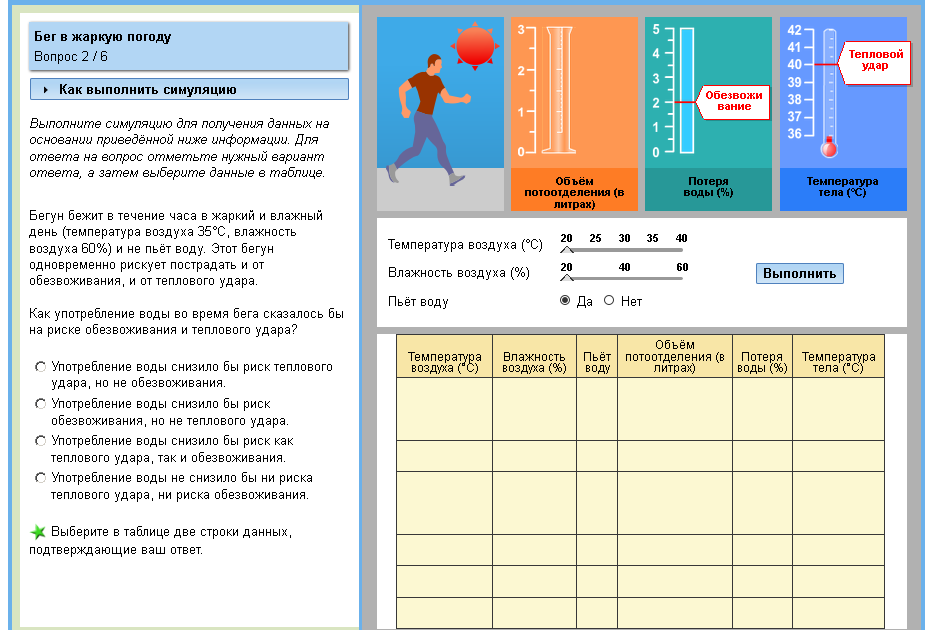 Бег в жаркую погоду
Вопрос 2 / 6
Как выполнить симуляцию
Выполните симуляцию для получения данных на
основании приведённой ниже информации. Для
ответа на вопрос отметьте нужный вариант
ответа, а затем выберите данные в таблице.
Бегун бежит в течение часа в жаркий и влажный
день (температура воздуха 35°C, влажность
воздуха 60%) и не пьёт воду. Этот бегун
одновременно рискует пострадать и от
обезвоживания, и от теплового удара.
Как употребление воды во время бега сказалось бы
на риске обезвоживания и теплового удара?
Употребление воды снизило бы риск теплового
удара, но не обезвоживания.
Употребление воды снизило бы риск
обезвоживания, но не теплового удара.
Употребление воды снизило бы риск как
теплового удара, так и обезвоживания.
Употребление воды не снизило бы ни риска
теплового удара, ни риска обезвоживания.
Выберите в таблице две строки данных,
подтверждающие ваш ответ.
3
2
1
0
Объём
потоотделения (в
литрах)
5
4
3
2
1
0
Обезвожи
вание
Потеря
воды (%)
42
41
40
39
38
37
36
Тепловой
удар
Температура
тела (°C)
Температура воздуха (°C)
20 25 30 35 40
Влажность воздуха (%)
20 40 60
Выполнить
Пьёт воду
Да Нет
Температура
воздуха (°C)
Влажность
воздуха (%)
Пьёт
воду
Объём
потоотделения (в
литрах)
Потеря
воды (%)
Температура
тела (°C)